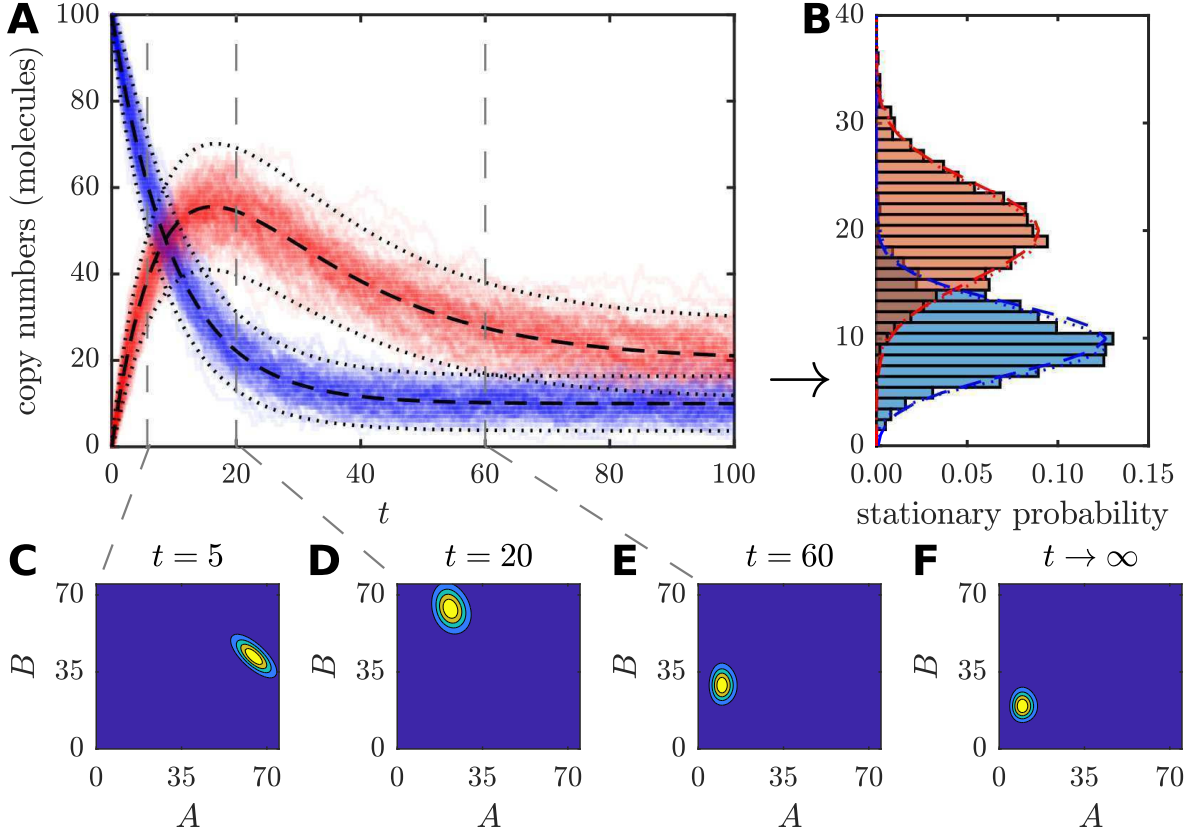 A
B
copy numbers (molecules)
100
80
60
40
20
0
0
20
40
60
80
100
t
40
30
20
10
0
0.00
0.05
0.10
0.15
stationary probability
C
t = 5
D
t = 20
E
t = 60
F
t → ∞
B
70
35
0
0
35
70
A
B
70
35
0
0
35
70
A
B
70
35
0
0
35
70
A
B
70
35
0
0
35
70
A